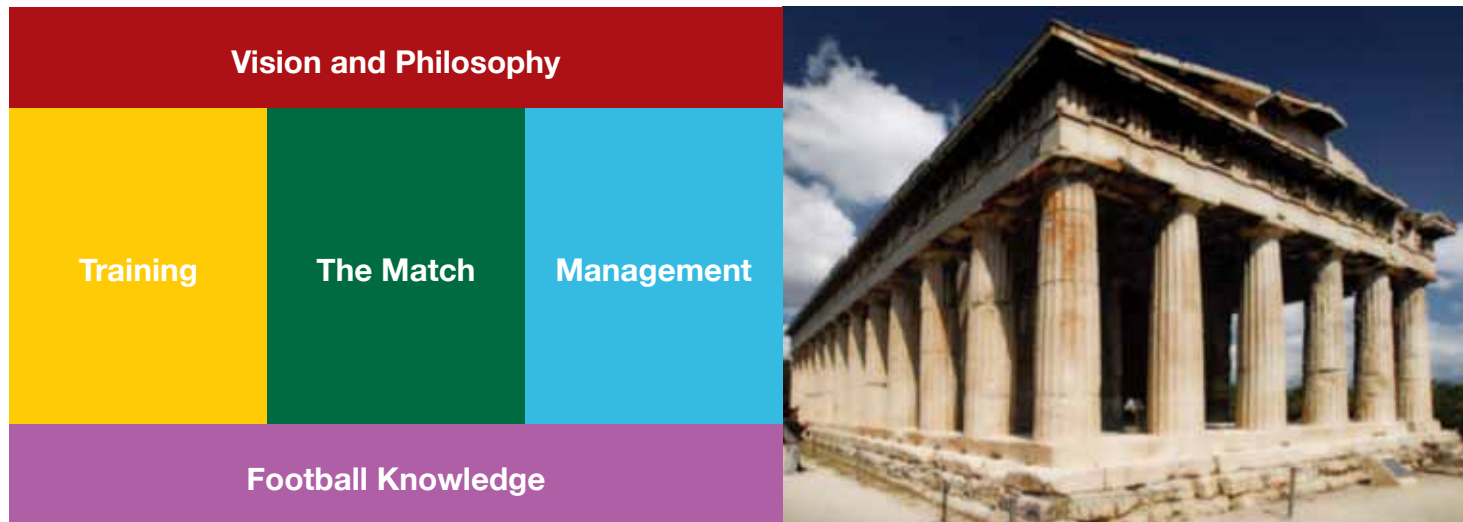 Vision and Philosophy
Training
The Match
Management
Football Knowledge